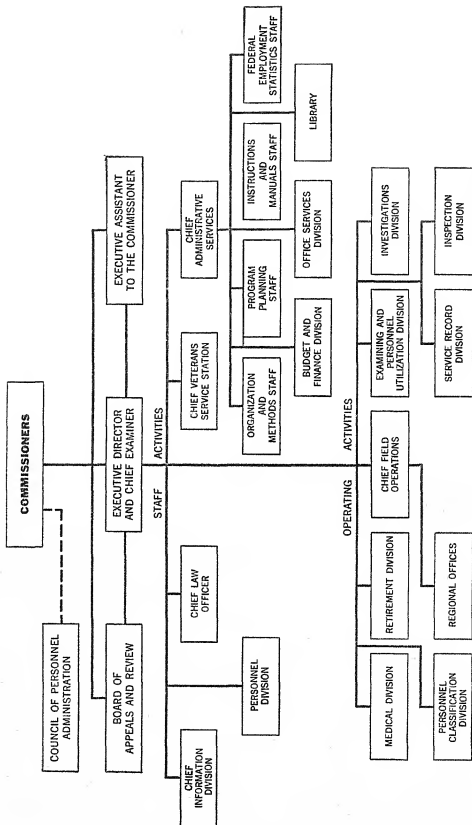 COMMISSIONERS
COUNCIL OF PERSONNEL
ADMINISTRATION
BOARD OF
APPEALS AND REVIEW
EXECUTIVE DIRECTOR
AND CHIEF EXAMINER
EXECUTIVE ASSISTANT
TO THE COMMISSIONER
STAFF
ACTIVITIES
CHIEF
INFORMATION
DIVISION
CHIEF LAW
OFFICER
CHIEF VETERANS
SERVICE STATION
CHIEF
ADMINISTRATIVE
SERVICES
PERSONNEL
DIVISION
ORGANIZATION
AND
METHODS STAFF
PROGRAM
PLANNING
STAFF
INSTRUCTIONS
AND
MANUALS STAFF
FEDERAL
EMPLOYMENT
STATISTICS STAFF
BUDGET AND
FINANCE DIVISION
OFFICE SERVICES
DIVISION
LIBRARY
OPERATING
ACTIVITIES
MEDICAL DIVISION
RETIREMENT DIVISION
CHIEF FIELD
OPERATIONS
EXAMINING AND
PERSONNEL
UTILIZATION DIVISION
INVESTIGATIONS
DIVISION
PERSONNEL
CLASSIFICATION
DIVISION
REGIONAL OFFICES
SERVICE RECORD
DIVISION
INSPECTION
DIVISION